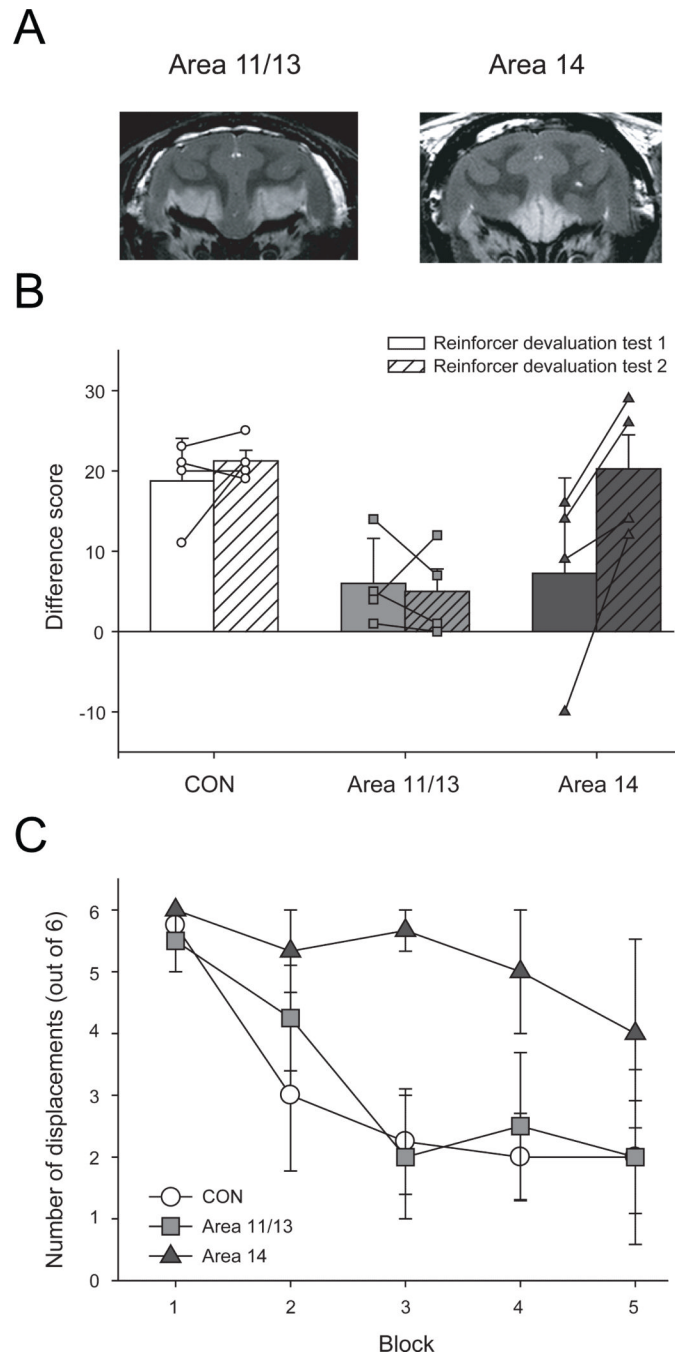 A
Area 11/13
Area 14
B
Reinforcer devaluation test 1
Reinforcer devaluation test 2
30
20
10
0
-10
Difference score
CON
Area 11/13
Area 14
C
6
5
4
3
2
1
0
Number of displacements (out of 6)
CON
Area 11/13
Area 14
1 2 3 4 5
Block